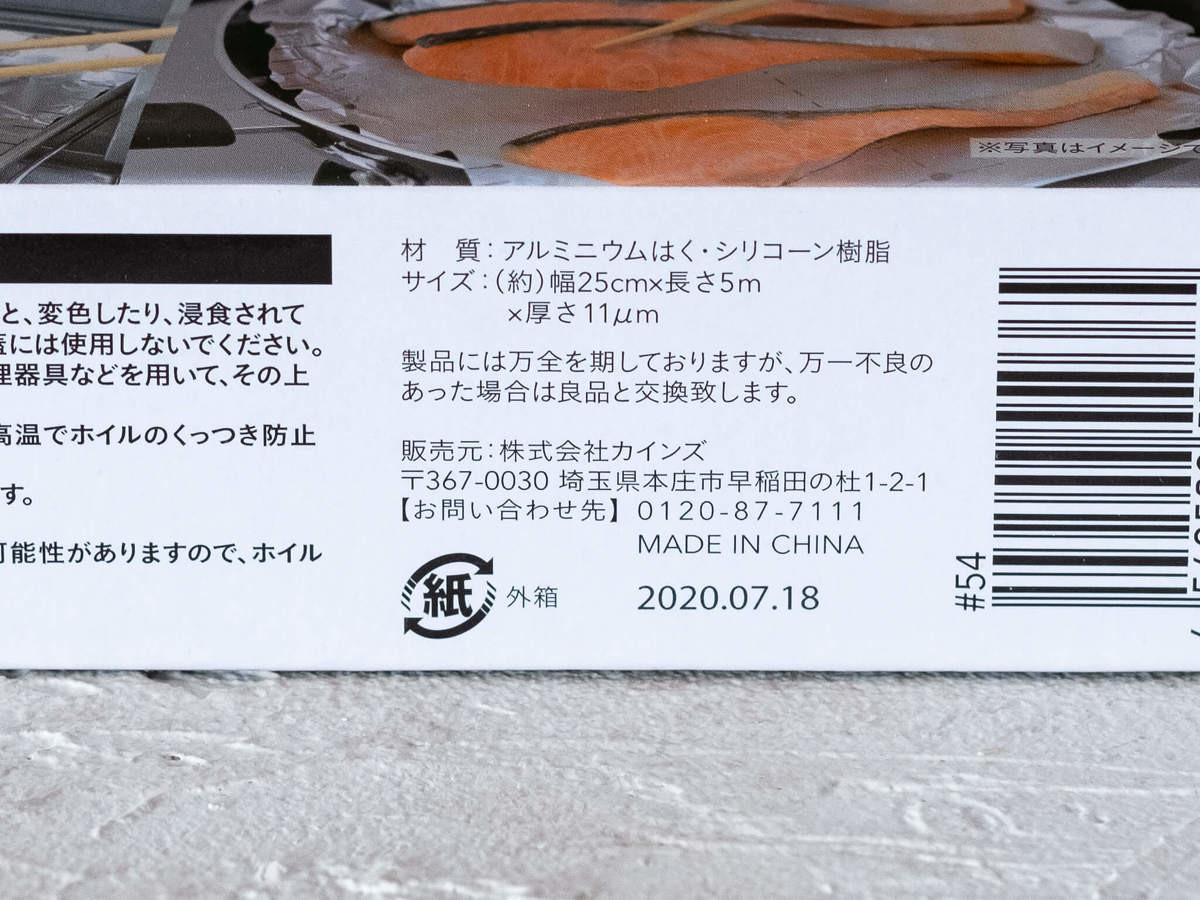 ※写真はイメージで
と、変色したり、浸食されて
蓋には使用しないでください。
理器具などを用いて、その上
高温でホイルのくっつき防止
す。
可能性がありますので、ホイル
材 質：アルミニウムはく・シリコーン樹脂
サイズ：（約）幅25cm×長さ5m
×厚さ11μm
製品には万全を期しておりますが、万一不良の
あった場合は良品と交換致します。
販売元：株式会社カインズ
〒367-0030 埼玉県本庄市早稲田の杜1-2-1
【お問い合わせ先】 0120-87-7111
MADE IN CHINA
紙 外箱 2020.07.18
#54